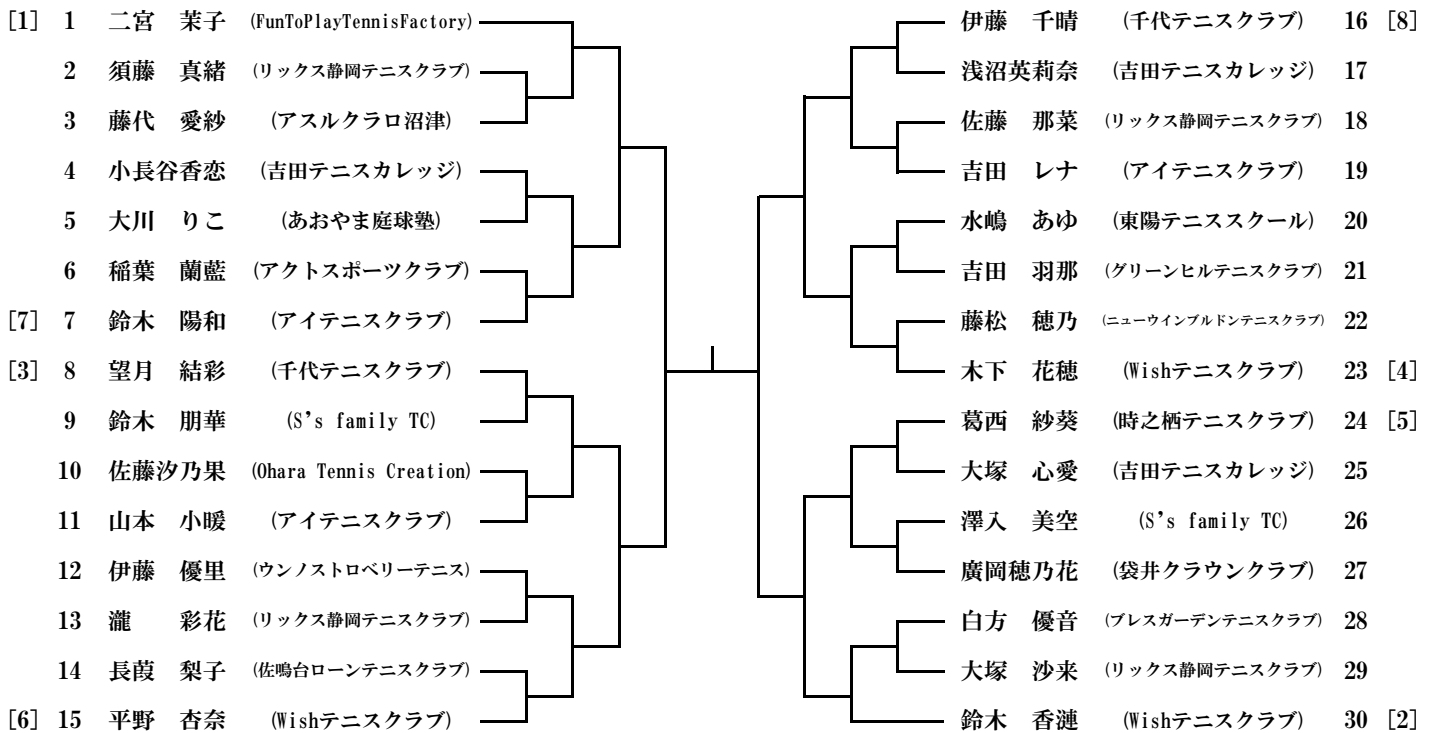 [1] 1 二宮 茉子 (FunToPlayTennisFactory)
2 須藤 真緒 (リックス静岡テニスクラブ)
3 藤代 愛紗 (アスルクラロ沼津)
4 小長谷香恋 (吉田テニスカレッジ)
5 大川 りこ (あおやま庭球塾)
6 稲葉 蘭藍 (アクトスポーツクラブ)
[7] 7 鈴木 陽和 (アイテニスクラブ)
[3] 8 望月 結彩 (千代テニスクラブ)
9 鈴木 朋華 (S’s family TC)
10 佐藤汐乃果 (Ohara Tennis Creation)
11 山本 小暖 (アイテニスクラブ)
12 伊藤 優里 (ウンノストロベリーテニス)
13 瀧 彩花 (リックス静岡テニスクラブ)
14 長葭 梨子 (佐鳴台ローンテニスクラブ)
[6] 15 平野 杏奈 (Wishテニスクラブ)
伊藤 千晴 (千代テニスクラブ) 16 [8]
浅沼英莉奈 (吉田テニスカレッジ) 17
佐藤 那菜 (リックス静岡テニスクラブ) 18
吉田 レナ (アイテニスクラブ) 19
水嶋 あゆ (東陽テニススクール) 20
吉田 羽那 (グリーンヒルテニスクラブ) 21
藤松 穂乃 (ニューウインブルドンテニスクラブ) 22
木下 花穂 (Wishテニスクラブ) 23 [4]
葛西 紗葵 (時之栖テニスクラブ) 24 [5]
大塚 心愛 (吉田テニスカレッジ) 25
澤入 美空 (S’s family TC) 26
廣岡穂乃花 (袋井クラウンクラブ) 27
白方 優音 (ブレスガーデンテニスクラブ) 28
大塚 沙来 (リックス静岡テニスクラブ) 29
鈴木 香漣 (Wishテニスクラブ) 30 [2]